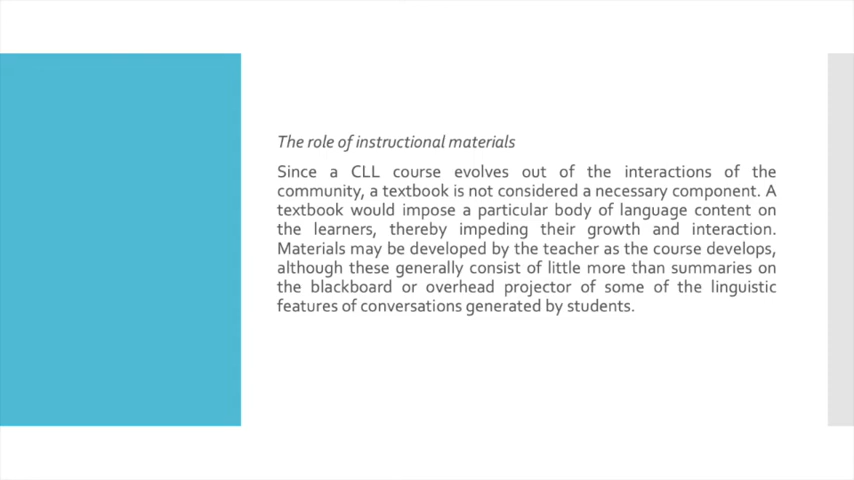 The role of instructional materials
Since a CLL course evolves out of the interactions of the
community, a textbook is not considered a necessary component. A
textbook would impose a particular body of language content on
the learners, thereby impeding their growth and interaction.
Materials may be developed by the teacher as the course develops,
although these generally consist of little more than summaries on
the blackboard or overhead projector of some of the linguistic
features of conversations generated by students.